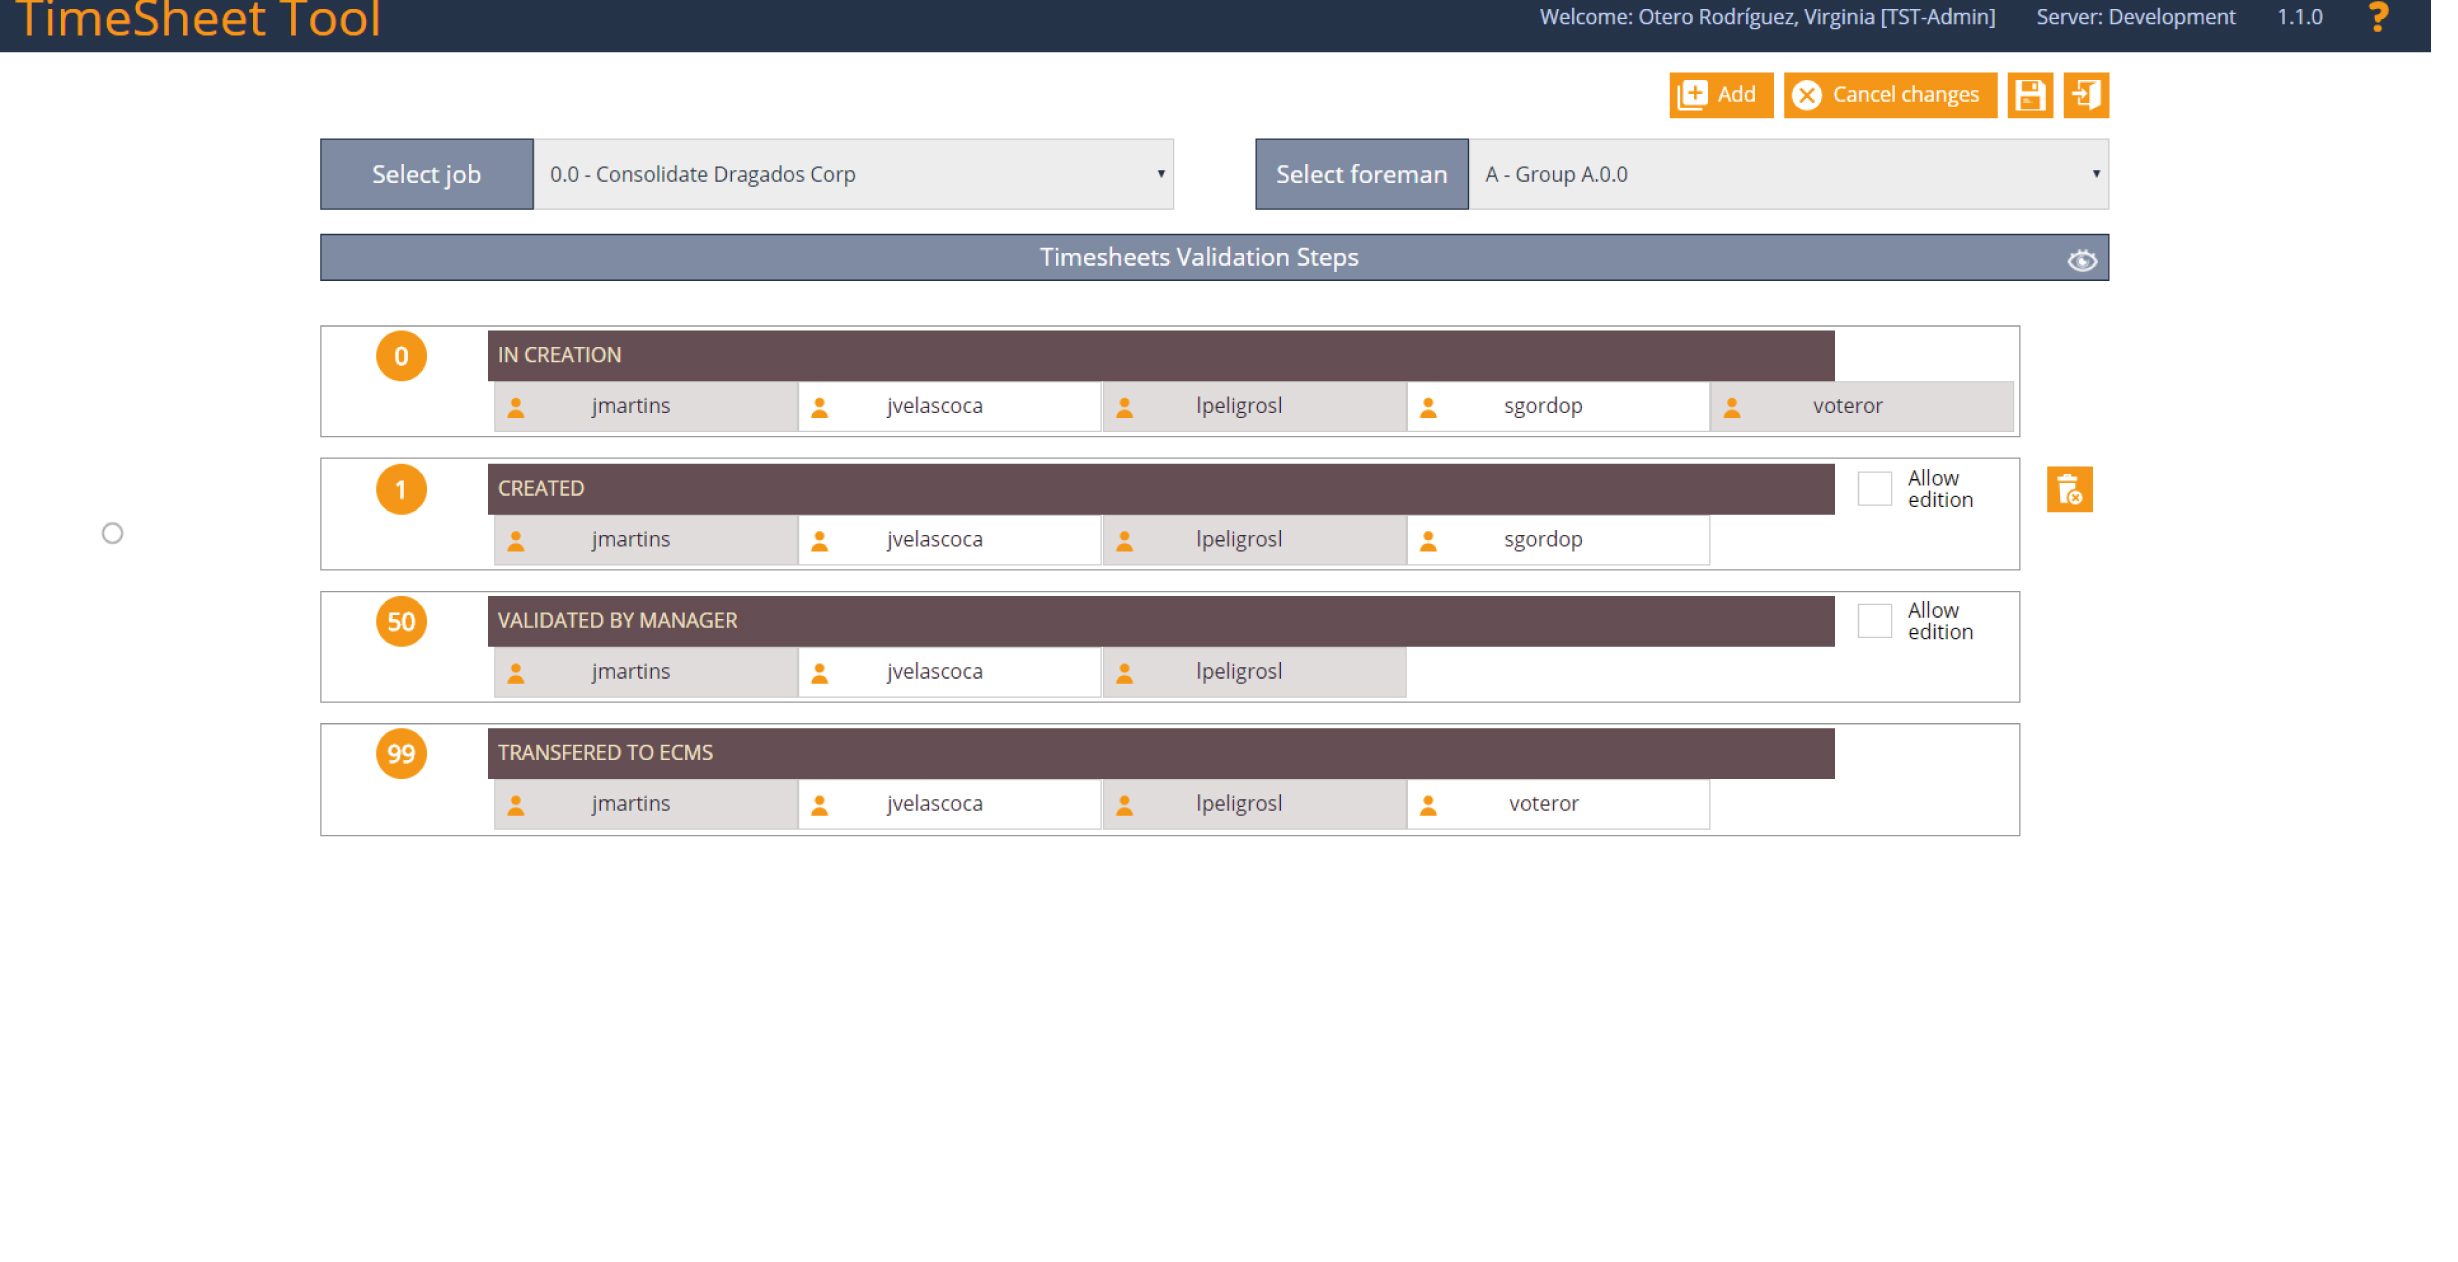 TimeSheet Tool
Welcome: Otero Rodríguez, Virginia [TST-Admin] Server: Development 1.1.0 ?
Add Cancel changes
Select job 0.0 - Consolidate Dragados Corp Select foreman A - Group A.0.0
Timesheets Validation Steps
0 IN CREATION
jmartins jvelascoca lpeligrosl sgordop voteror
1 CREATED Allow edition
jmartins jvelascoca lpeligrosl sgordop
50 VALIDATED BY MANAGER Allow edition
jmartins jvelascoca lpeligrosl
99 TRANSFERED TO ECMS
jmartins jvelascoca lpeligrosl voteror